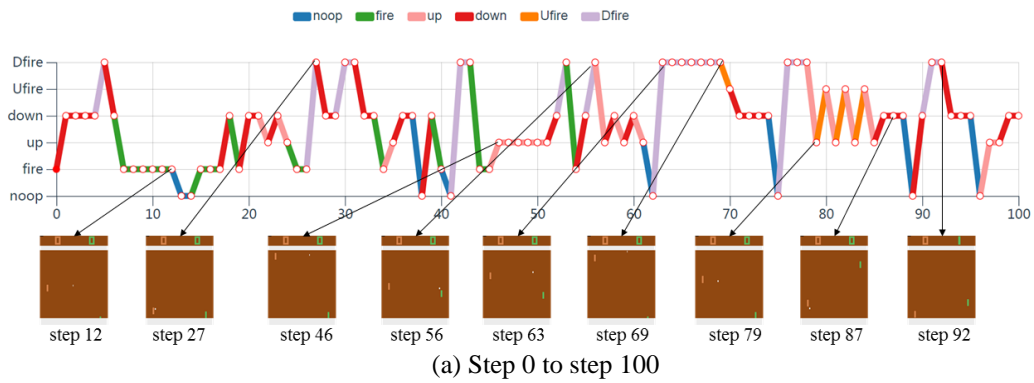 noop fire up down Ufire Dfire
Dfire
Ufire
down
up
fire
noop
0 10 20 30 40 50 60 70 80 90 100
step 12 step 27 step 46 step 56 step 63 step 69 step 79 step 87 step 92
(a) Step 0 to step 100